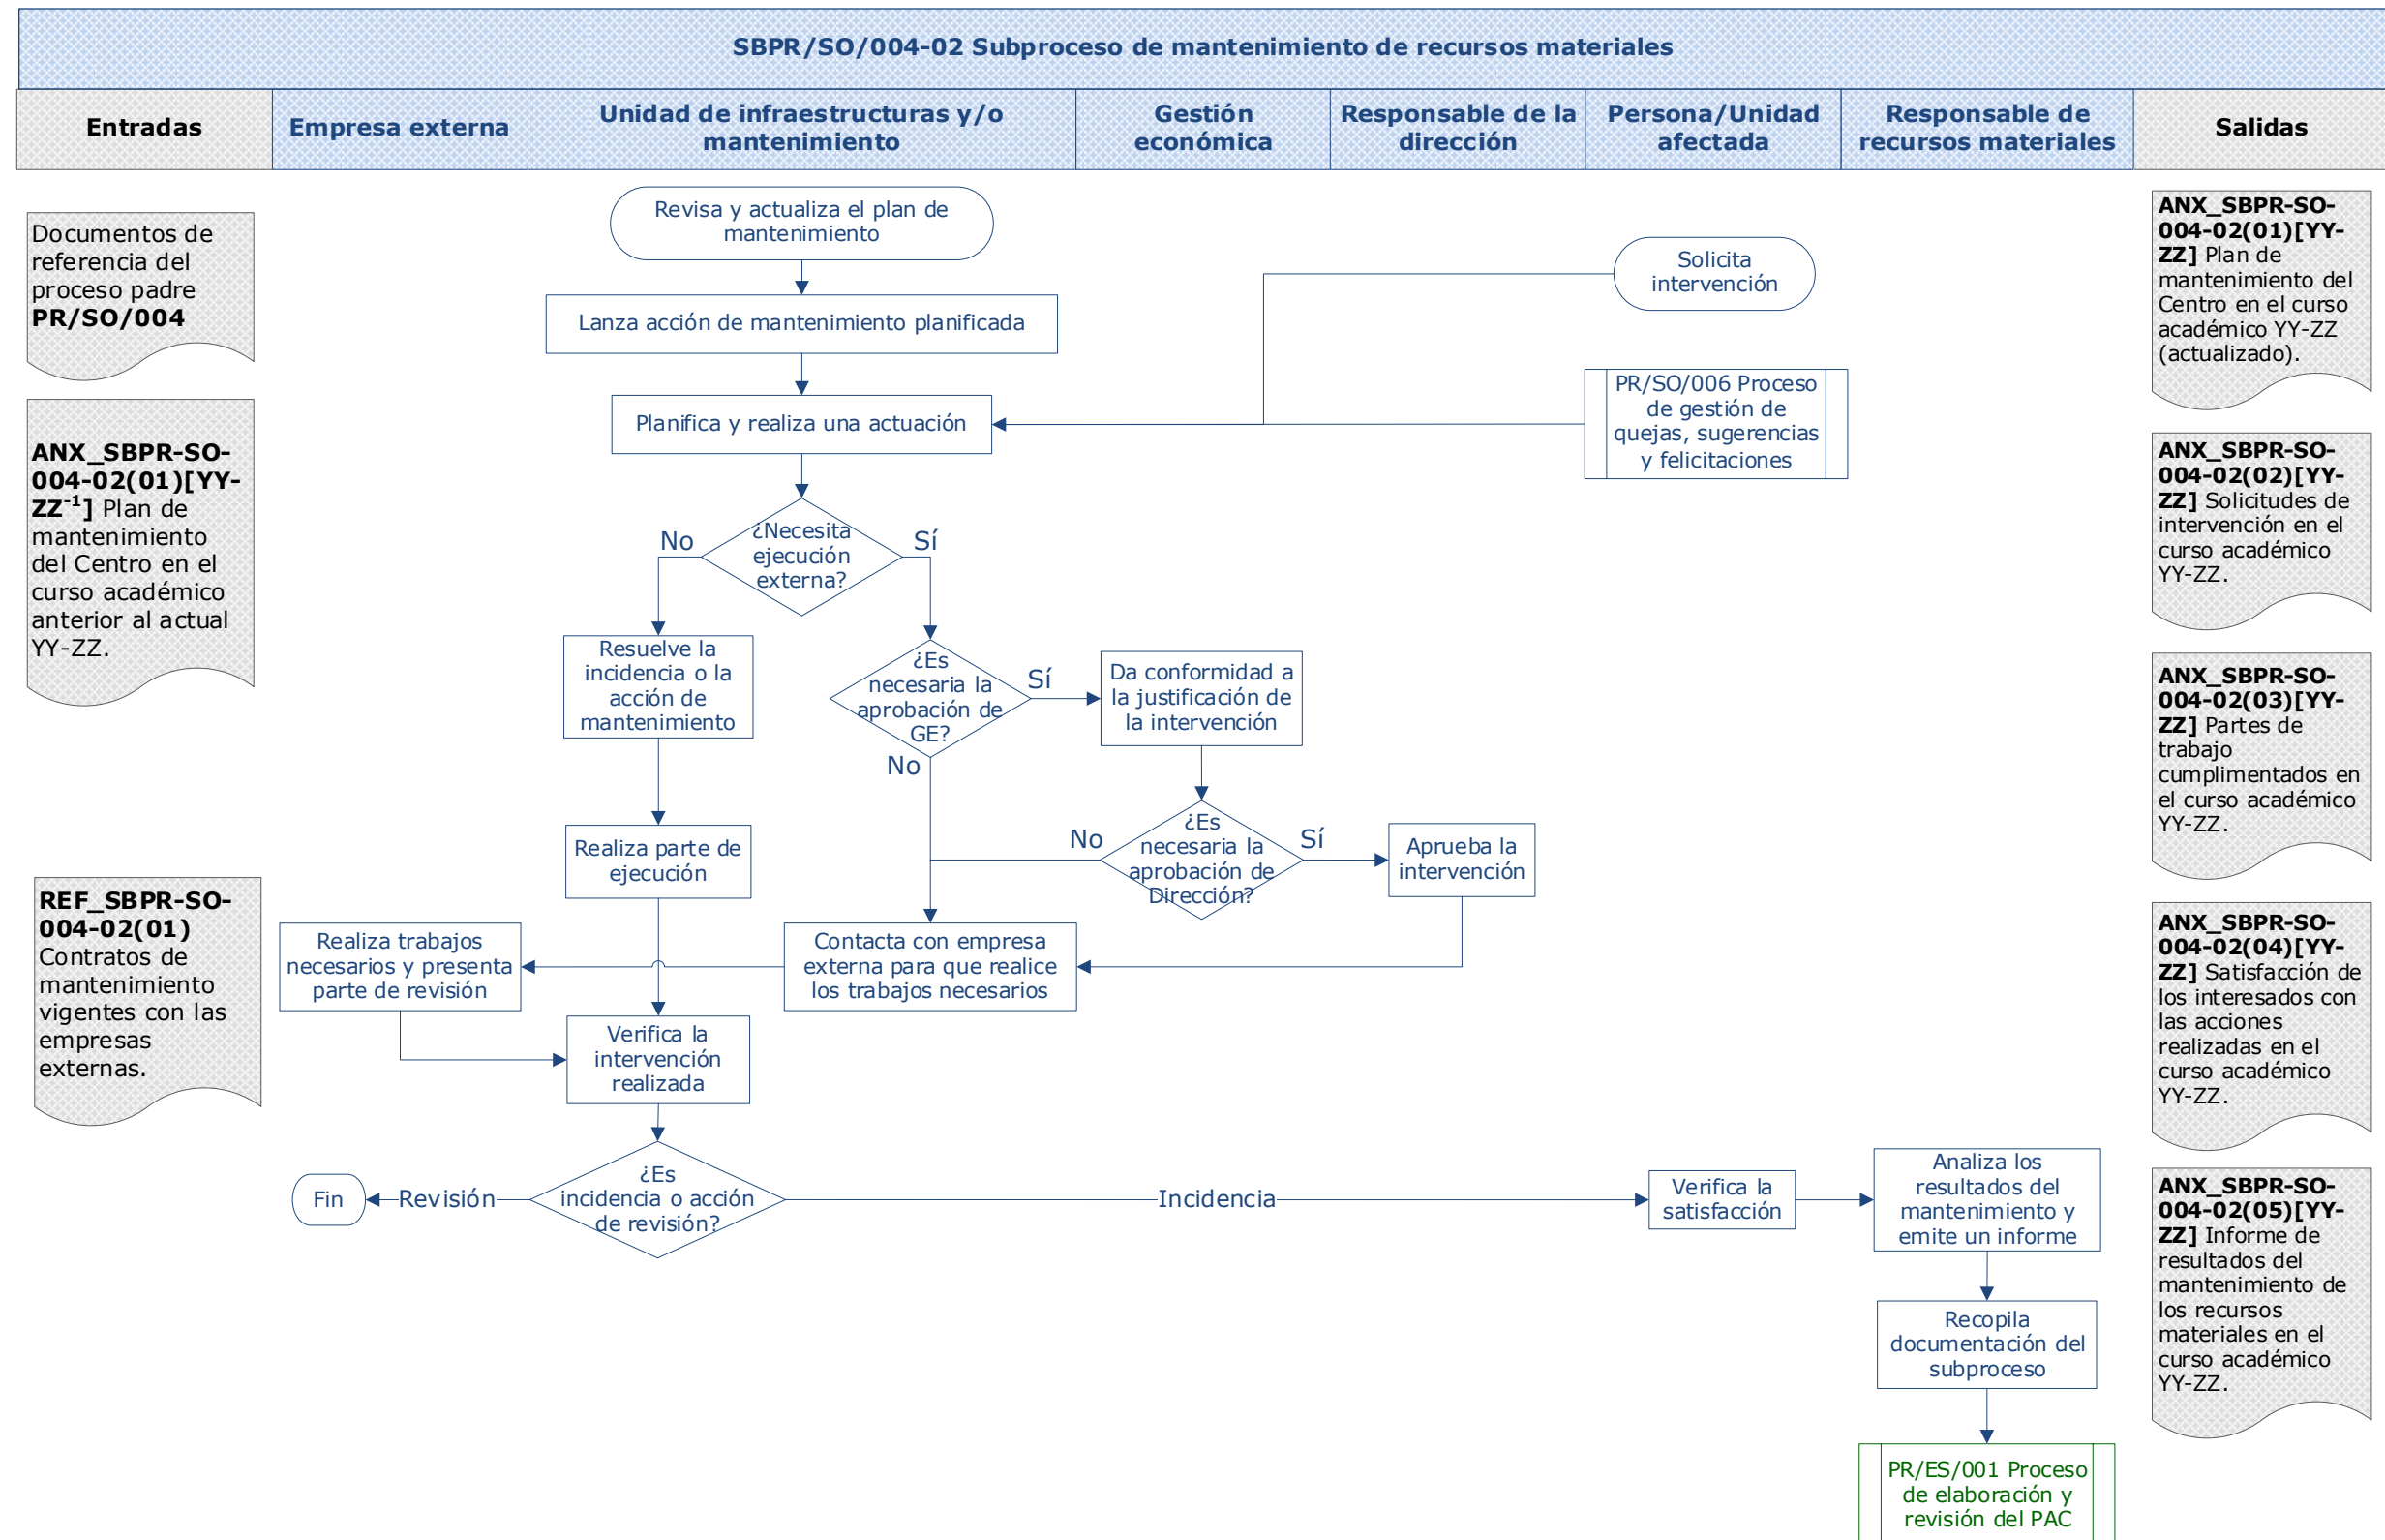 SBPR/SO/004-02 Subproceso de mantenimiento de recursos materiales
Entradas
Empresa externa
Unidad de infraestructuras y/o
mantenimiento
Gestión
económica
Responsable de la
dirección
Persona/Unidad
afectada
Responsable de
recursos materiales
Salidas
Documentos de
referencia del
proceso padre
PR/SO/004
ANX_SBPR-SO-
004-02(01)[YY-
ZZ⁻¹] Plan de
mantenimiento
del Centro en el
curso académico
anterior al actual
YY-ZZ.
REF_SBPR-SO-
004-02(01)
Contratos de
mantenimiento
vigentes con las
empresas
externas.
Revisa y actualiza el plan de
mantenimiento
Lanza acción de mantenimiento planificada
Planifica y realiza una actuación
Solicita
intervención
PR/SO/006 Proceso
de gestión de
quejas, sugerencias
y felicitaciones
¿Necesita
ejecución
externa?
No
Sí
Resuelve la
incidencia o la
acción de
mantenimiento
¿Es
necesaria la
aprobación de
GE?
Sí
No
Da conformidad a
la justificación de
la intervención
Realiza parte de
ejecución
¿Es
necesaria la
aprobación de
Dirección?
No
Sí
Aprueba la
intervención
Realiza trabajos
necesarios y presenta
parte de revisión
Contacta con empresa
externa para que realice
los trabajos necesarios
Verifica la
intervención
realizada
¿Es
incidencia o acción
de revisión?
Revisión
Fin
Incidencia
Verifica la
satisfacción
Analiza los
resultados del
mantenimiento y
emite un informe
Recopila
documentación del
subproceso
PR/ES/001 Proceso
de elaboración y
revisión del PAC
ANX_SBPR-SO-
004-02(01)[YY-
ZZ] Plan de
mantenimiento del
Centro en el curso
académico YY-ZZ
(actualizado).
ANX_SBPR-SO-
004-02(02)[YY-
ZZ] Solicitudes de
intervención en el
curso académico
YY-ZZ.
ANX_SBPR-SO-
004-02(03)[YY-
ZZ] Partes de
trabajo
cumplimentados en
el curso académico
YY-ZZ.
ANX_SBPR-SO-
004-02(04)[YY-
ZZ] Satisfacción de
los interesados con
las acciones
realizadas en el
curso académico
YY-ZZ.
ANX_SBPR-SO-
004-02(05)[YY-
ZZ] Informe de
resultados del
mantenimiento de
los recursos
materiales en el
curso académico
YY-ZZ.